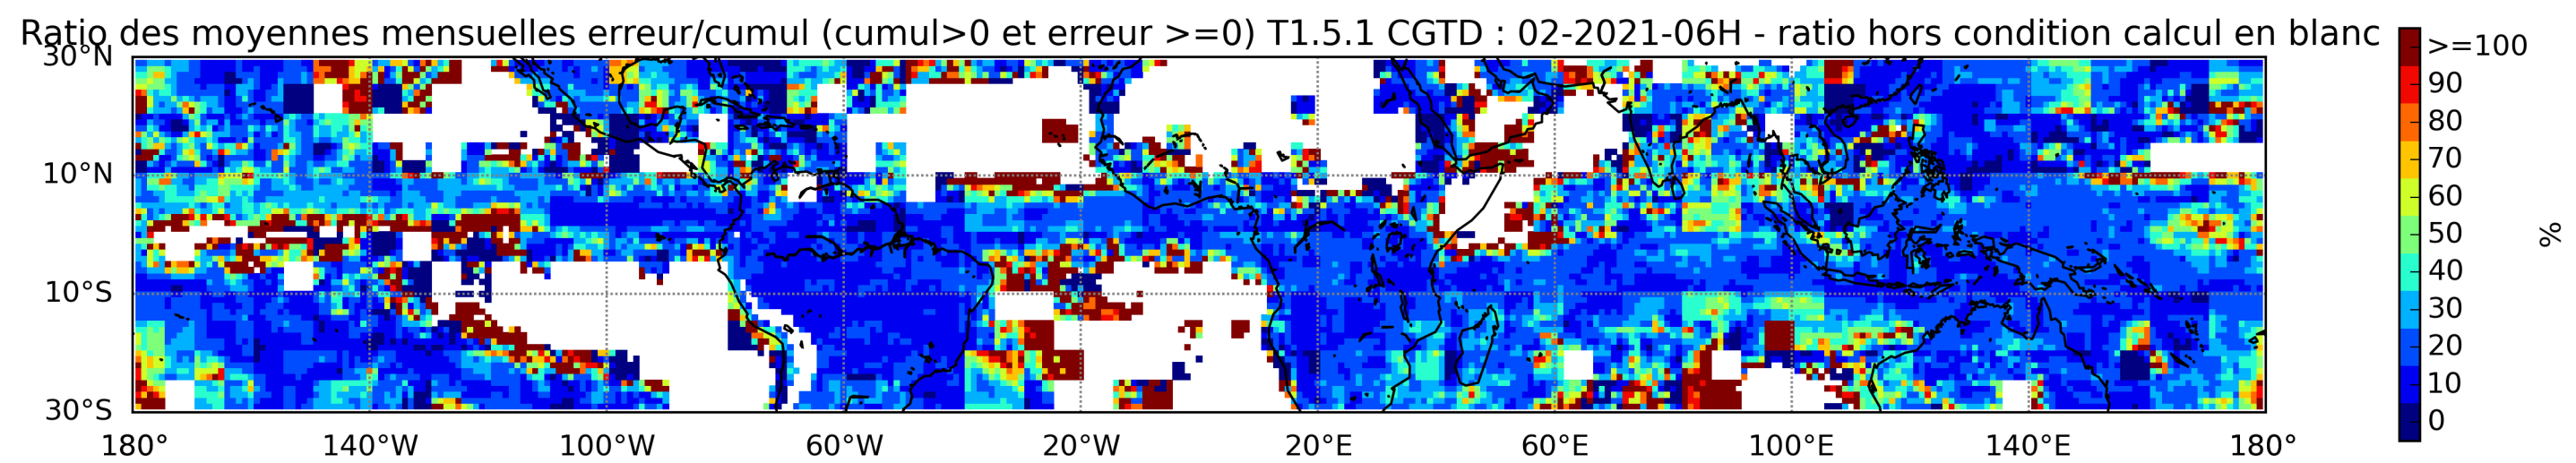 Ratio des moyennes mensuelles erreur/cumul (cumul>0 et erreur >=0) T1.5.1 CGTD : 02-2021-06H - ratio hors condition calcul en blanc
30°N
10°N
10°S
30°S
180°
140°W
100°W
60°W
20°W
20°E
60°E
100°E
140°E
180°
>=100
90
80
70
60
50
40
30
20
10
0
%